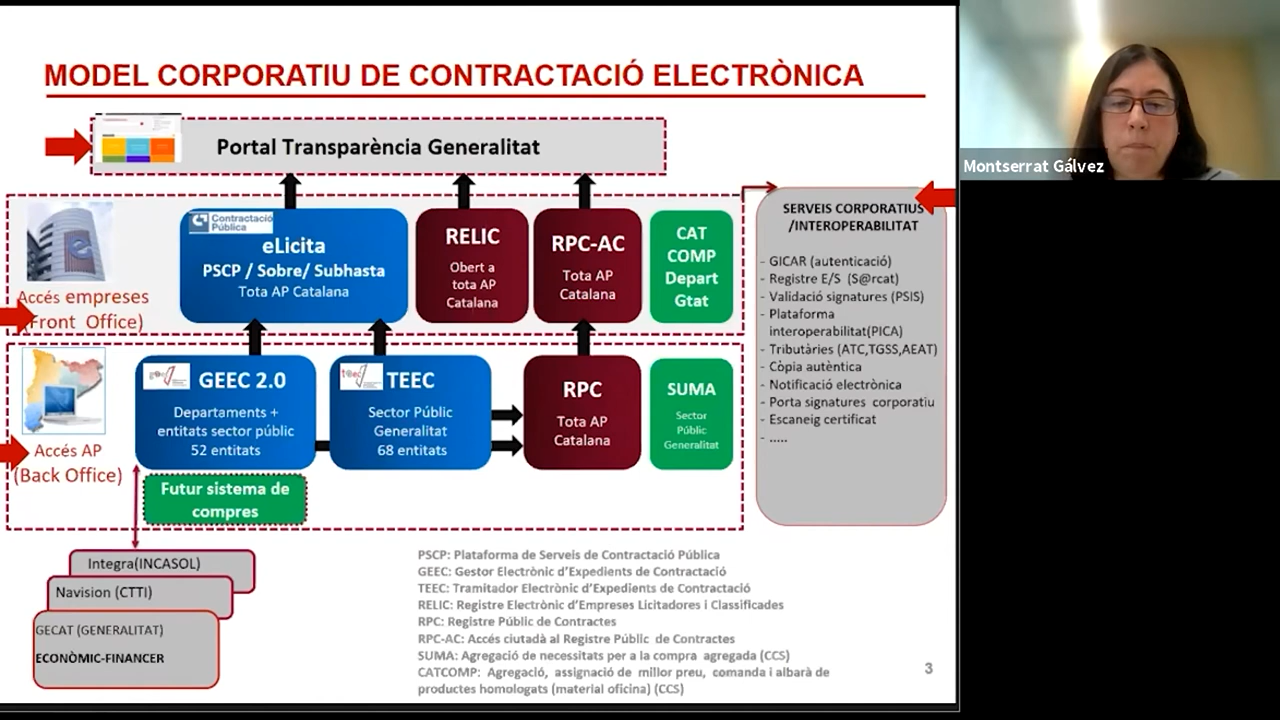 MODEL CORPORATIU DE CONTRACTACIÓ ELECTRÒNICA
Portal Transparència Generalitat
Accés empreses
(Front Office)
Contractació
Pública
eLicita
PSCP / Sobre/ Subhasta
Tota AP Catalana
RELIC
Obert a
tota AP
Catalana
RPC-AC
Tota AP
Catalana
CAT
COMP
Depart
Gtat
Accés AP
(Back Office)
GEEC 2.0
Departaments +
entitats sector públic
52 entitats
TEEC
Sector Públic
Generalitat
68 entitats
RPC
Tota AP
Catalana
SUMA
Sector
Públic
Generalitat
Futur sistema de
compres
SERVEIS CORPORATIUS
/INTEROPERABILITAT
- GICAR (autenticació)
- Registre E/S (S@rcat)
- Validació signatures (PSIS)
- Plataforma
interoperabilitat(PICA)
- Tributàries (ATC,TGSS,AEAT)
- Còpia autèntica
- Notificació electrònica
- Porta signatures corporatiu
- Escaneig certificat
- .....
Integra(INCASOL)
Navision (CTTI)
GECAT (GENERALITAT)
ECONÒMIC-FINANCER
PSCP: Plataforma de Serveis de Contractació Pública
GEEC: Gestor Electrònic d'Expedients de Contractació
TEEC: Tramitador Electrònic d'Expedients de Contractació
RELIC: Registre Electrònic d'Empreses Licitadores i Classificades
RPC: Registre Públic de Contractes
RPC-AC: Accés ciutadà al Registre Públic de Contractes
SUMA: Agregació de necessitats per a la compra agregada (CCS)
CATCOMP: Agregació, assignació de millor preu, comanda i albarà de
productes homologats (material oficina) (CCS)
3
Montserrat Gálvez